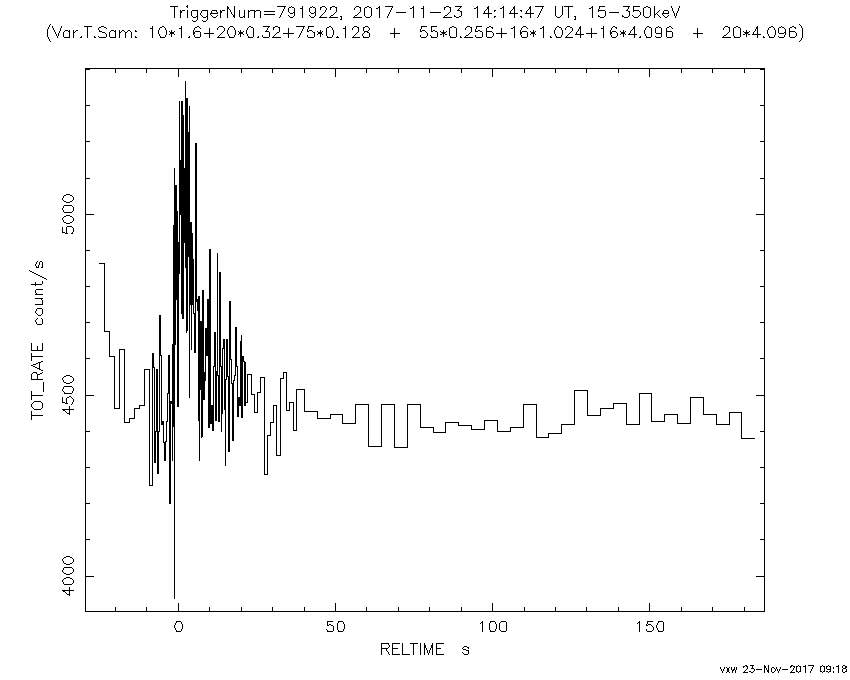 TriggerNum=791922, 2017-11-23 14:14:47 UT, 15-350keV
(Var.T.Sam: 10*1.6+20*0.32+75*0.128 + 55*0.256+16*1.024+16*4.096 + 20*4.096)
TOT_RATE count/s
5000
4500
4000
0 50 100 150
RELTIME s
vxw 23-Nov-2017 09:18